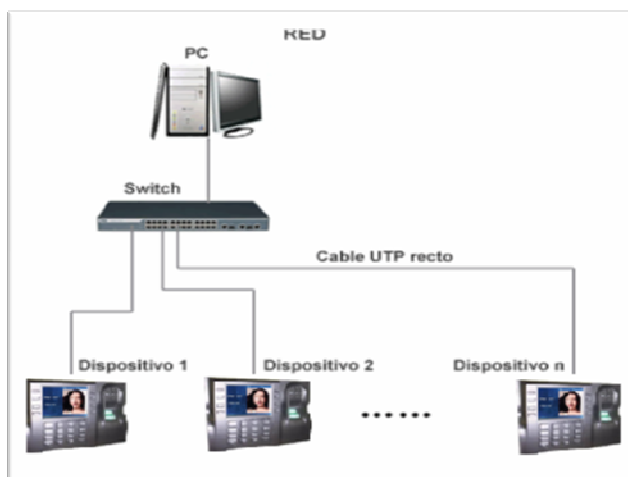 RED
PC
Switch
Cable UTP recto
Dispositivo 1
Dispositivo 2
Dispositivo n